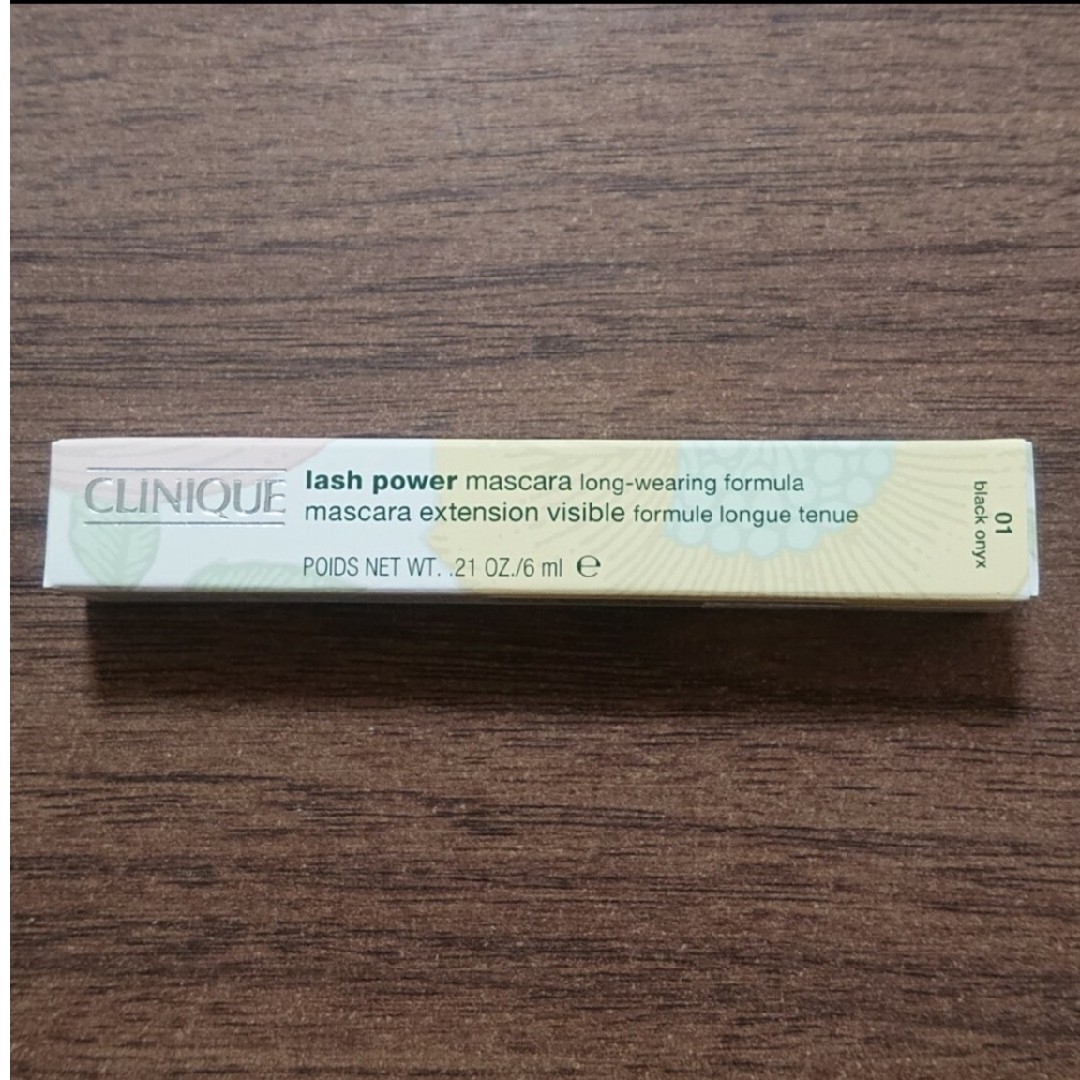 CLINIQUE
lash power mascara long-wearing formula
mascara extension visible formule longue tenue
POIDS NET WT. .21 OZ./6 ml ℮
01
black onyx